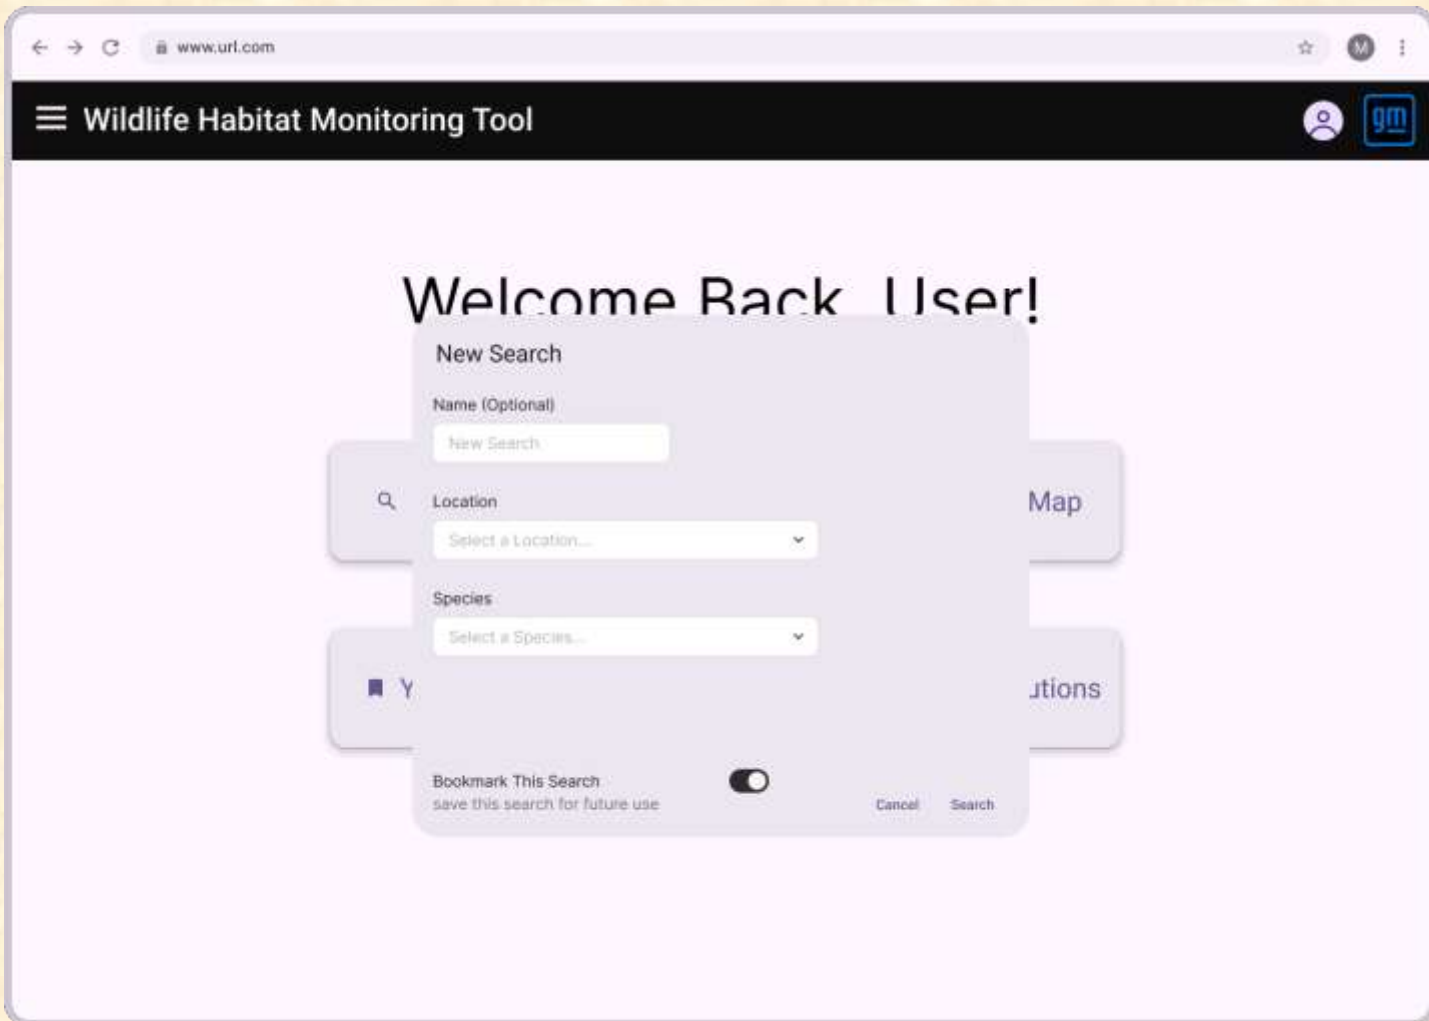 www.url.com
M
Wildlife Habitat Monitoring Tool
gm
Welcome Back, User!
New Search
Name (Optional)
New Search
Location
Map
Select a Location...
Species
Select a Species...
Y
utions
Bookmark This Search
save this search for future use
Cancel
Search